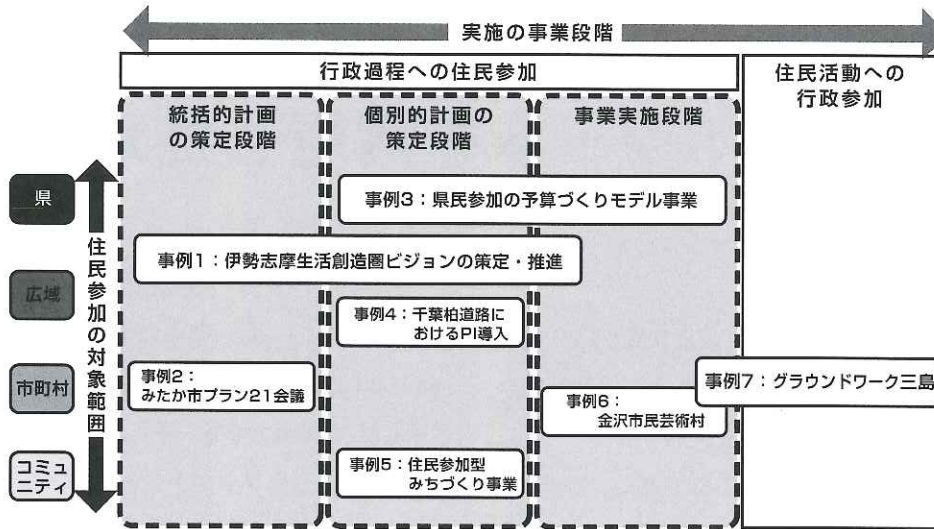 実施の事業段階
行政過程への住民参加
住民活動への
行政参加
統括的計画
の策定段階
個別的計画の
策定段階
事業実施段階
住民参加の対象範囲
県
広域
市町村
コミュ
ニティ
事例3：県民参加の予算づくりモデル事業
事例1：伊勢志摩生活創造圏ビジョンの策定・推進
事例4：千葉柏道路に
おけるPI導入
事例2：
みたか市プラン21会議
事例7：グラウンドワーク三島
事例6：
金沢市民芸術村
事例5：住民参加型
みちづくり事業